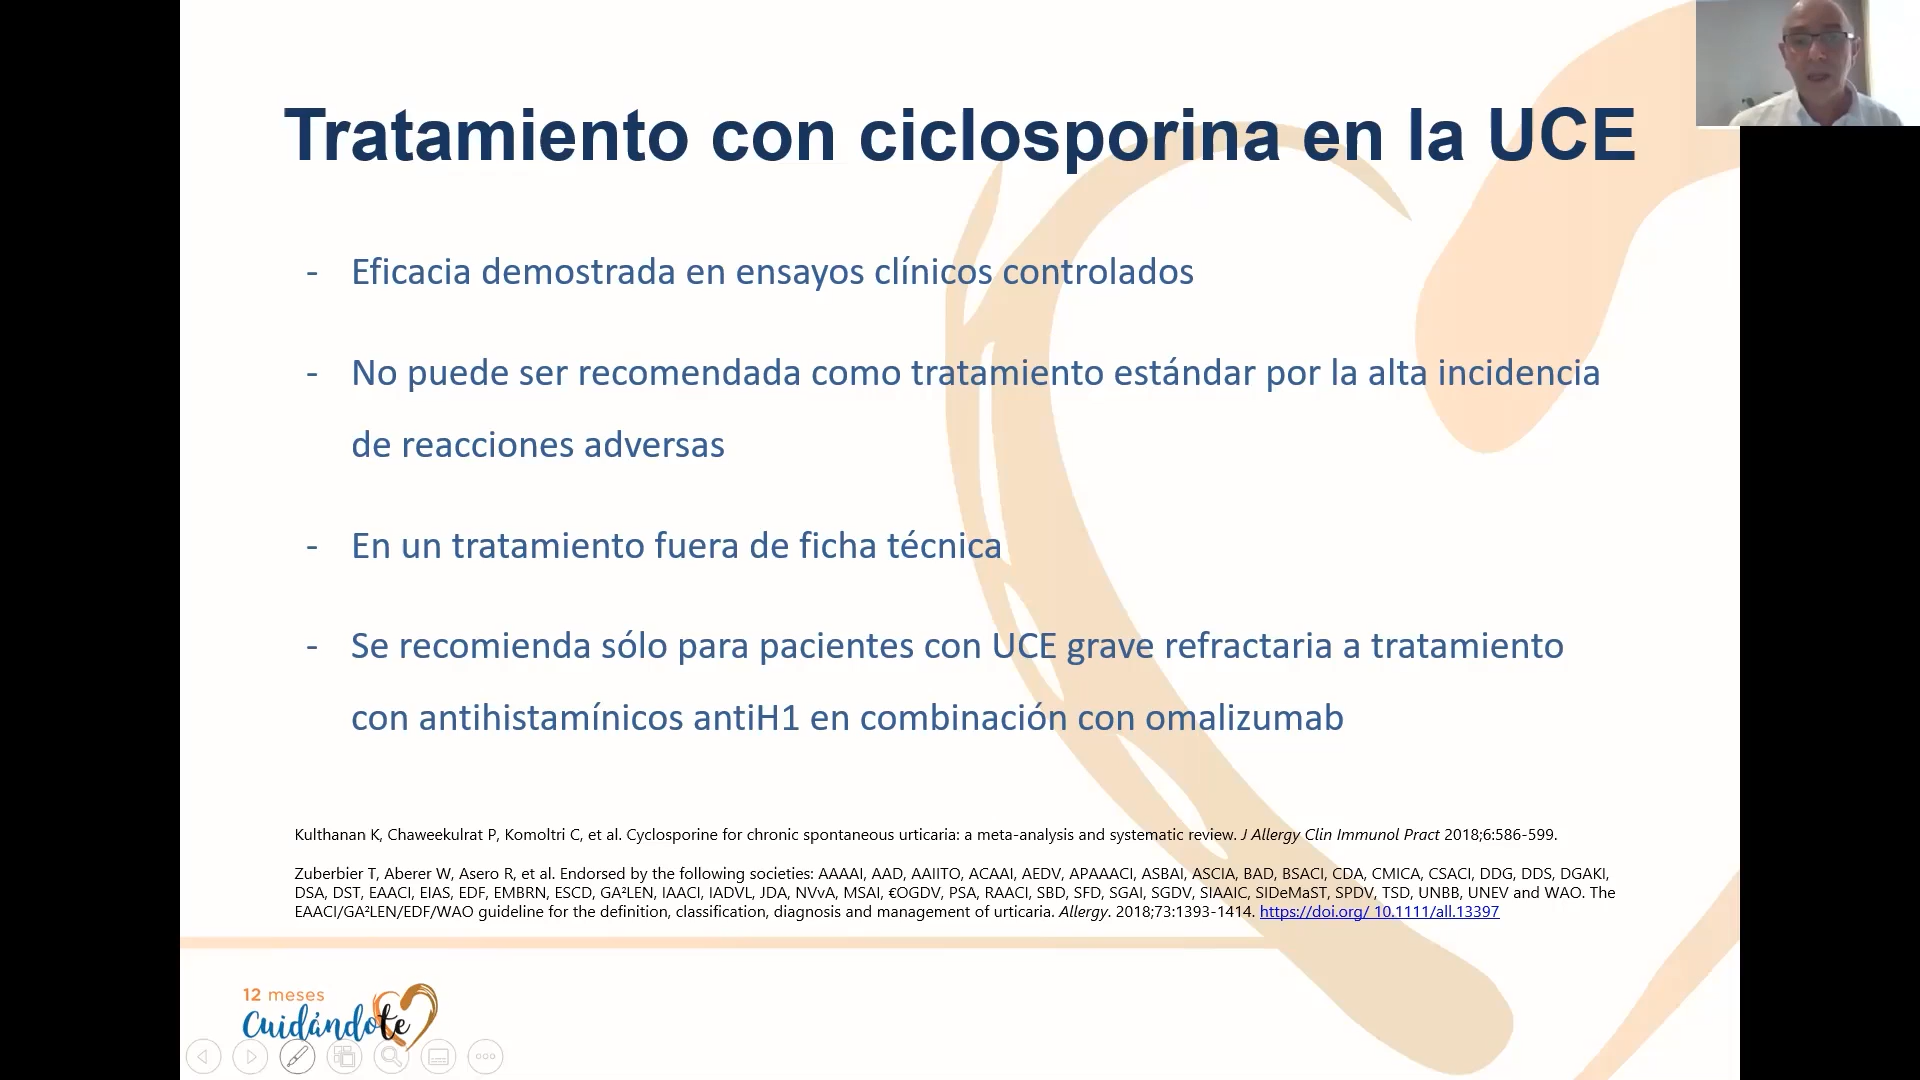 Tratamiento con ciclosporina en la UCE
- Eficacia demostrada en ensayos clínicos controlados
- No puede ser recomendada como tratamiento estándar por la alta incidencia
de reacciones adversas
- En un tratamiento fuera de ficha técnica
- Se recomienda sólo para pacientes con UCE grave refractaria a tratamiento
con antihistamínicos antiH1 en combinación con omalizumab
Kulthanan K, Chaweekulrat P, Komoltri C, et al. Cyclosporine for chronic spontaneous urticaria: a meta-analysis and systematic review. J Allergy Clin Immunol Pract 2018;6:586-599.
Zuberbier T, Aberer W, Asero R, et al. Endorsed by the following societies: AAAAI, AAD, AAIITO, ACAAI, AEDV, APAAACI, ASBAI, ASCIA, BAD, BSACI, CDA, CMICA, CSACI, DDG, DDS, DGAKI,
DSA, DST, EAACI, EIAS, EDF, EMBRN, ESCD, GA²LEN, IAACI, IADVL, JDA, NVvA, MSAI, €OGDV, PSA, RAACI, SBD, SFD, SGAI, SGDV, SIAAIC, SIDeMaST, SPDV, TSD, UNBB, UNEV and WAO. The
EAACI/GA²LEN/EDF/WAO guideline for the definition, classification, diagnosis and management of urticaria. Allergy. 2018;73:1393-1414. https://doi.org/ 10.1111/all.13397
12 meses
Cuidándote